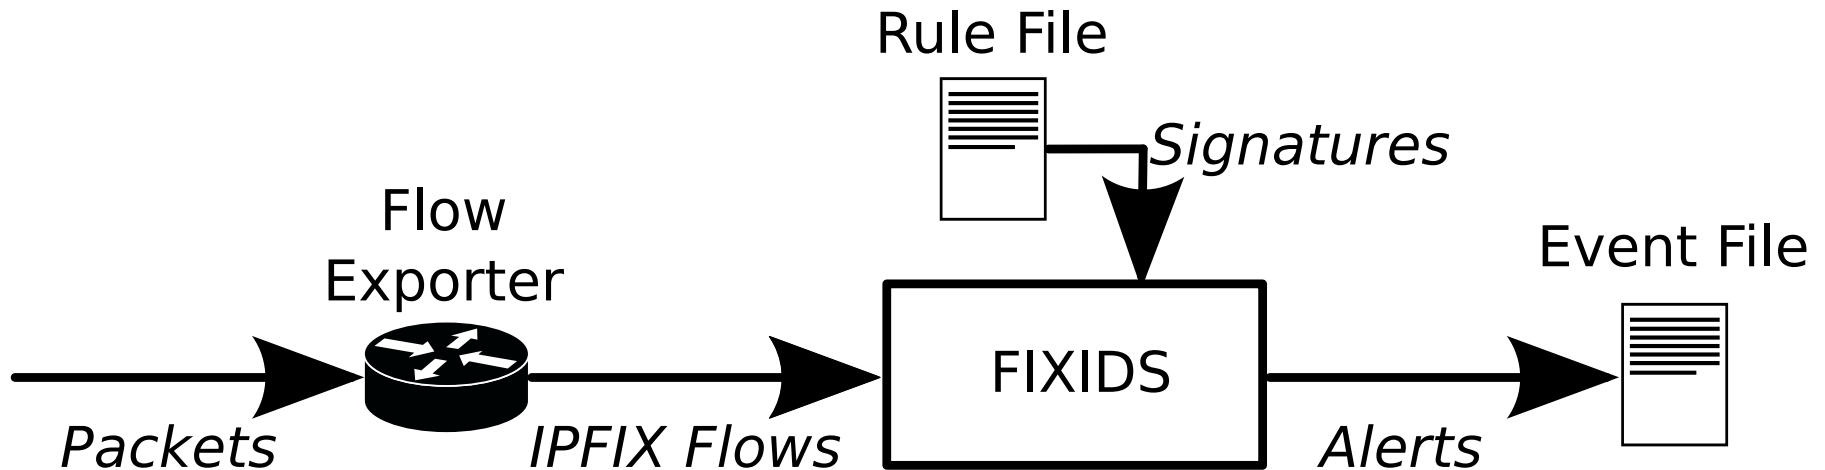 Rule File
Signatures
Flow
Exporter
Event File
FIXIDS
Packets
IPFIX Flows
Alerts